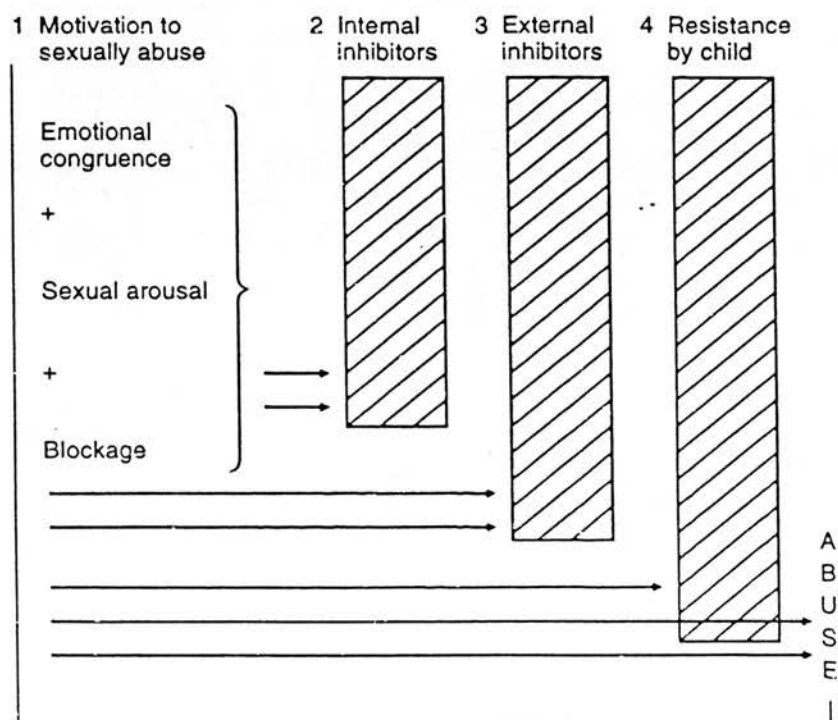 1 Motivation to
sexually abuse
2 Internal
inhibitors
3 External
inhibitors
4 Resistance
by child
Emotional
congruence
+
Sexual arousal
+
Blockage
A
B
U
S
E